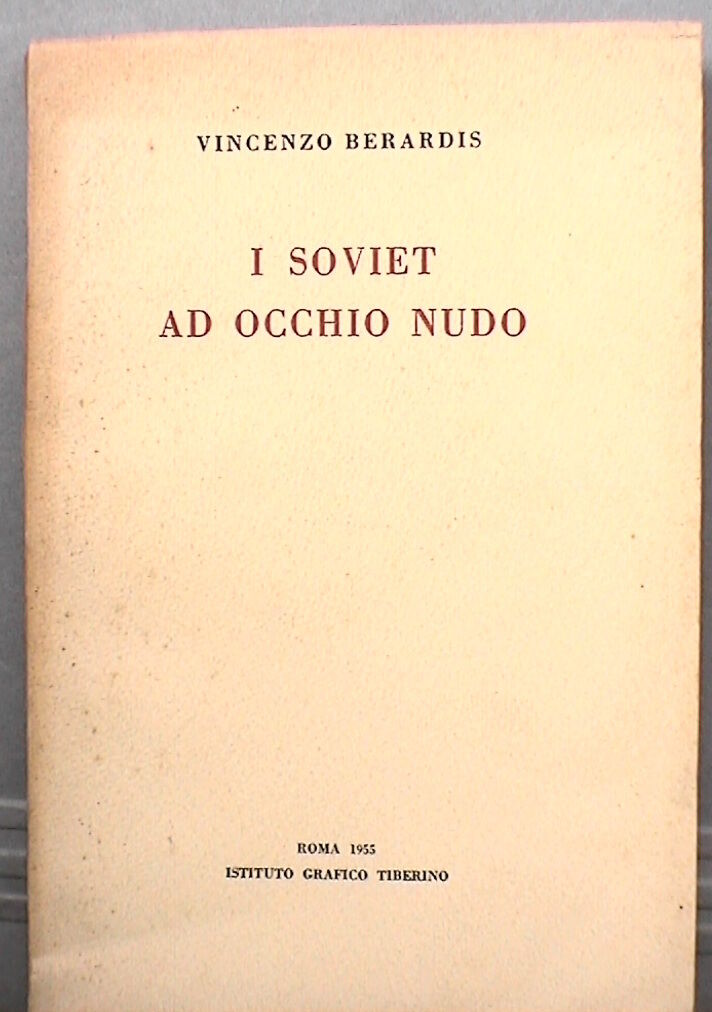 VINCENZO BERARDIS
I SOVIET
AD OCCHIO NUDO
ROMA 1955
ISTITUTO GRAFICO TIBERINO